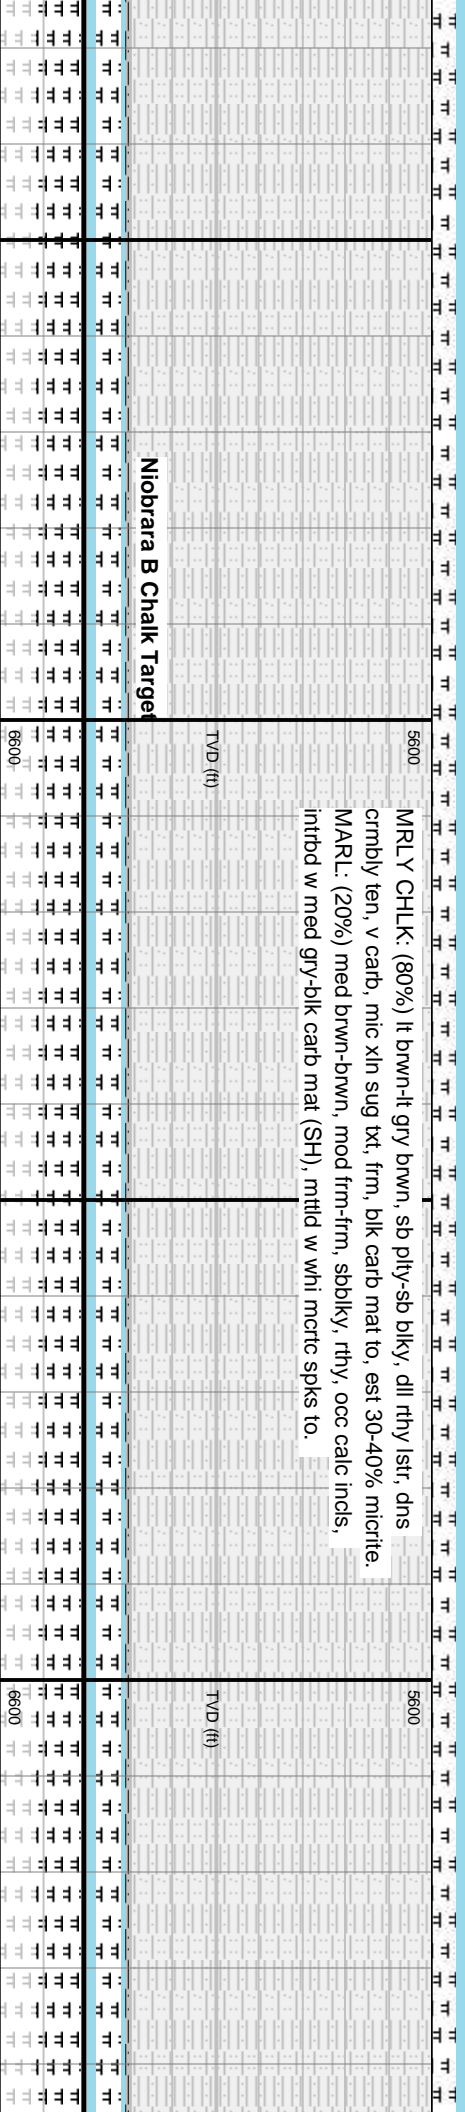 Niobrara B Chalk Target
5600
TVD (ft)
6600
MRLY CHLK: (80%) lt brwn-lt gry brwn, sb plty-sb blky, dll rthy lstr, dns
crmbly ten, v carb, mic xln sug txt, frm, blk carb mat to, est 30-40% micrite.
MARL: (20%) med brwn-brwn, mod frm-frm, sbblky, rthy, occ calc incls,
intrbd w med gry-blk carb mat (SH), mttld w whi mcrtc spks to.
5600
TVD (ft)
6600